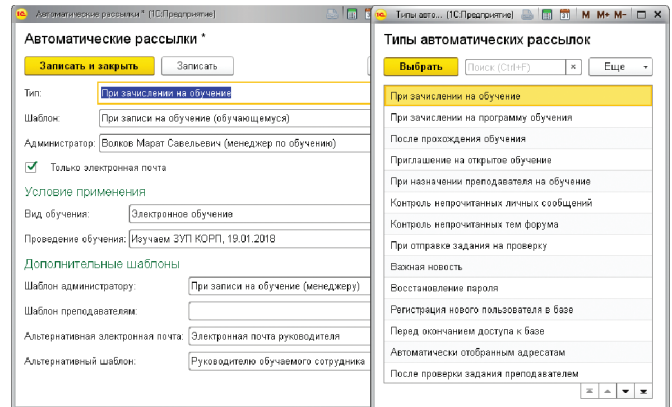 Автоматические рассылки * (1С:Предприятие)
Автоматические рассылки *
Записать и закрыть
Записать
Тип: При зачислении на обучение
Шаблон: При записи на обучение (обучающемуся)
Администратор: Волков Марат Савельевич (менеджер по обучению)
Только электронная почта
Условие применения
Вид обучения: Электронное обучение
Проведение обучения: Изучаем ЗУП КОРП, 19.01.2018
Дополнительные шаблоны
Шаблон администратору: При записи на обучение (менеджеру)
Шаблон преподавателям:
Альтернативная электронная почта: Электронная почта руководителя
Альтернативный шаблон: Руководителю обучаемого сотрудника
Типы авто... (1С:Предприятие) M M+ M-
Типы автоматических рассылок
Выбрать
Поиск (Ctrl+F)
×
Еще
При зачислении на обучение
При зачислении на программу обучения
После прохождения обучения
Приглашение на открытое обучение
При назначении преподавателя на обучение
Контроль непрочитанных личных сообщений
Контроль непрочитанных тем форума
При отправке задания на проверку
Важная новость
Восстановление пароля
Регистрация нового пользователя в базе
Перед окончанием доступа к базе
Автоматически отобранным адресатам
После проверки задания преподавателем